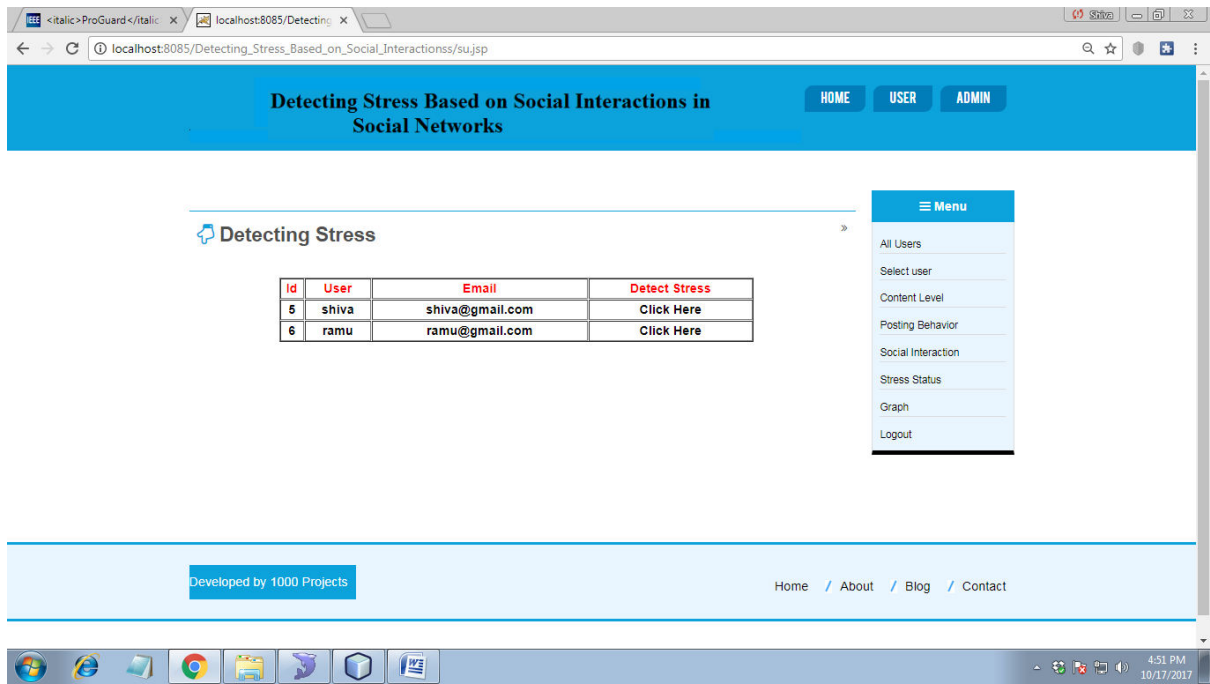 <italic>ProGuard</italic
localhost:8085/Detecting
Shiva
localhost:8085/Detecting_Stress_Based_on_Social_Interactionss/su.jsp
Detecting Stress Based on Social Interactions in
Social Networks
HOME USER ADMIN
Menu
Detecting Stress »
All Users
Select user
Content Level
Posting Behavior
Social Interaction
Stress Status
Graph
Logout
Id User Email Detect Stress
5 shiva shiva@gmail.com Click Here
6 ramu ramu@gmail.com Click Here
Developed by 1000 Projects
Home / About / Blog / Contact
4:51 PM
10/17/2017